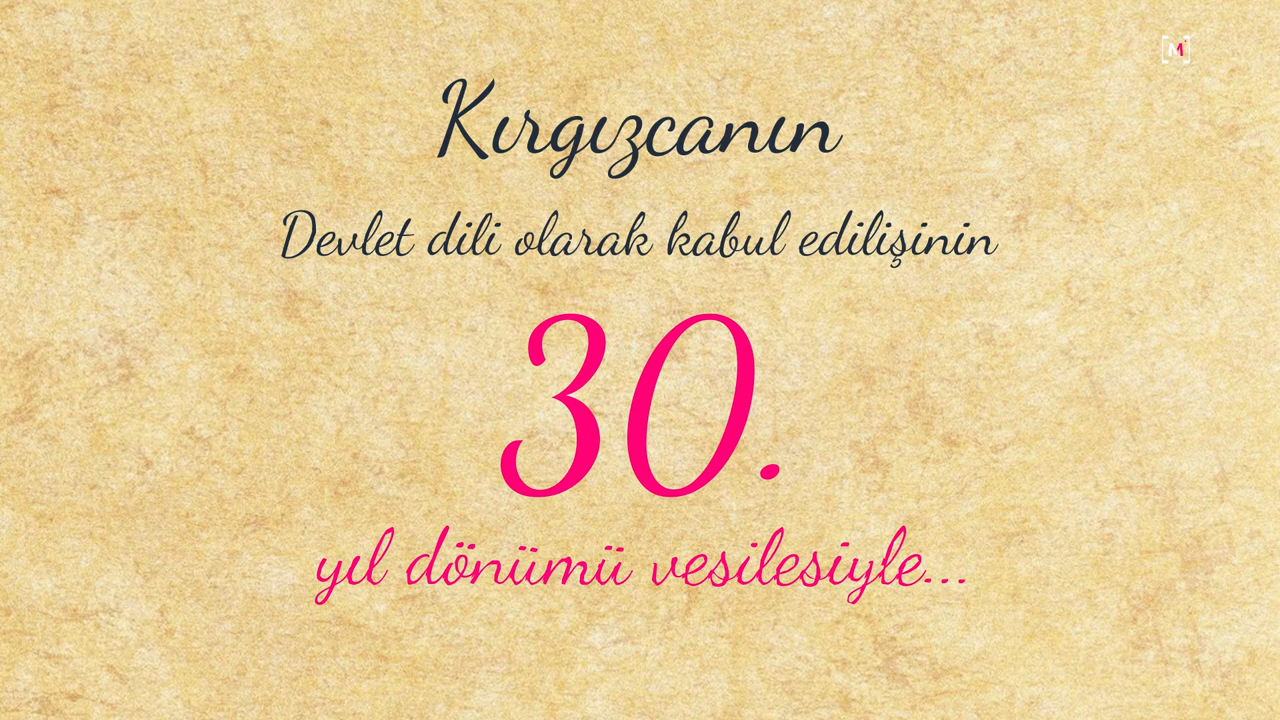 [M]
Kırgızcanın
Devlet dili olarak kabul edilişinin
30.
yıl dönümü vesilesiyle...